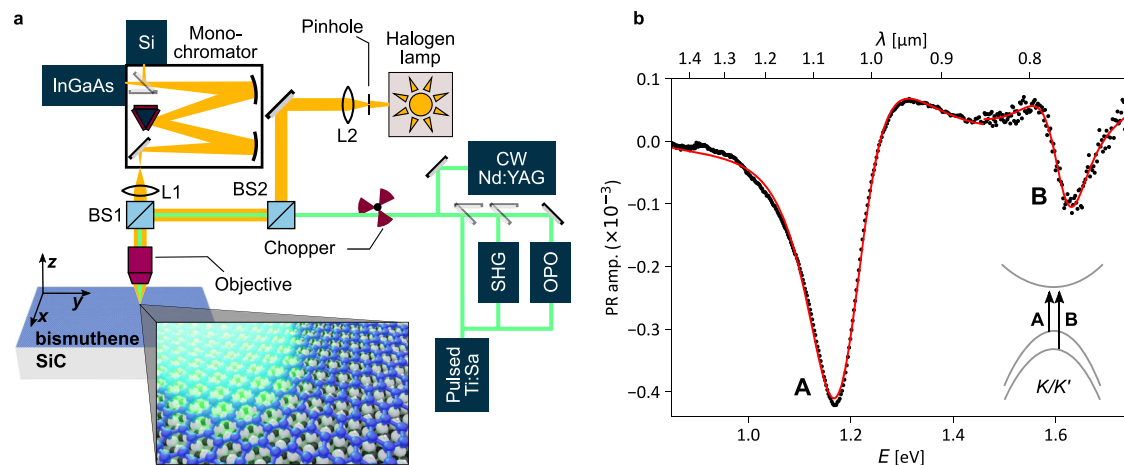 a
Si
Mono-
chromator
InGaAs
Pinhole
Halogen
lamp
L2
L1
BS2
BS1
CW
Nd:YAG
Chopper
Objective
SHG
OPO
Pulsed
Ti:Sa
z
y
x
bismuthene
SiC
b
λ [μm]
1.4 1.3 1.2 1.1 1.0 0.9 0.8
PR amp. (×10⁻³)
0.1
0.0
−0.1
−0.2
−0.3
−0.4
A
B
A B
K/K'
1.0 1.2 1.4 1.6
E [eV]